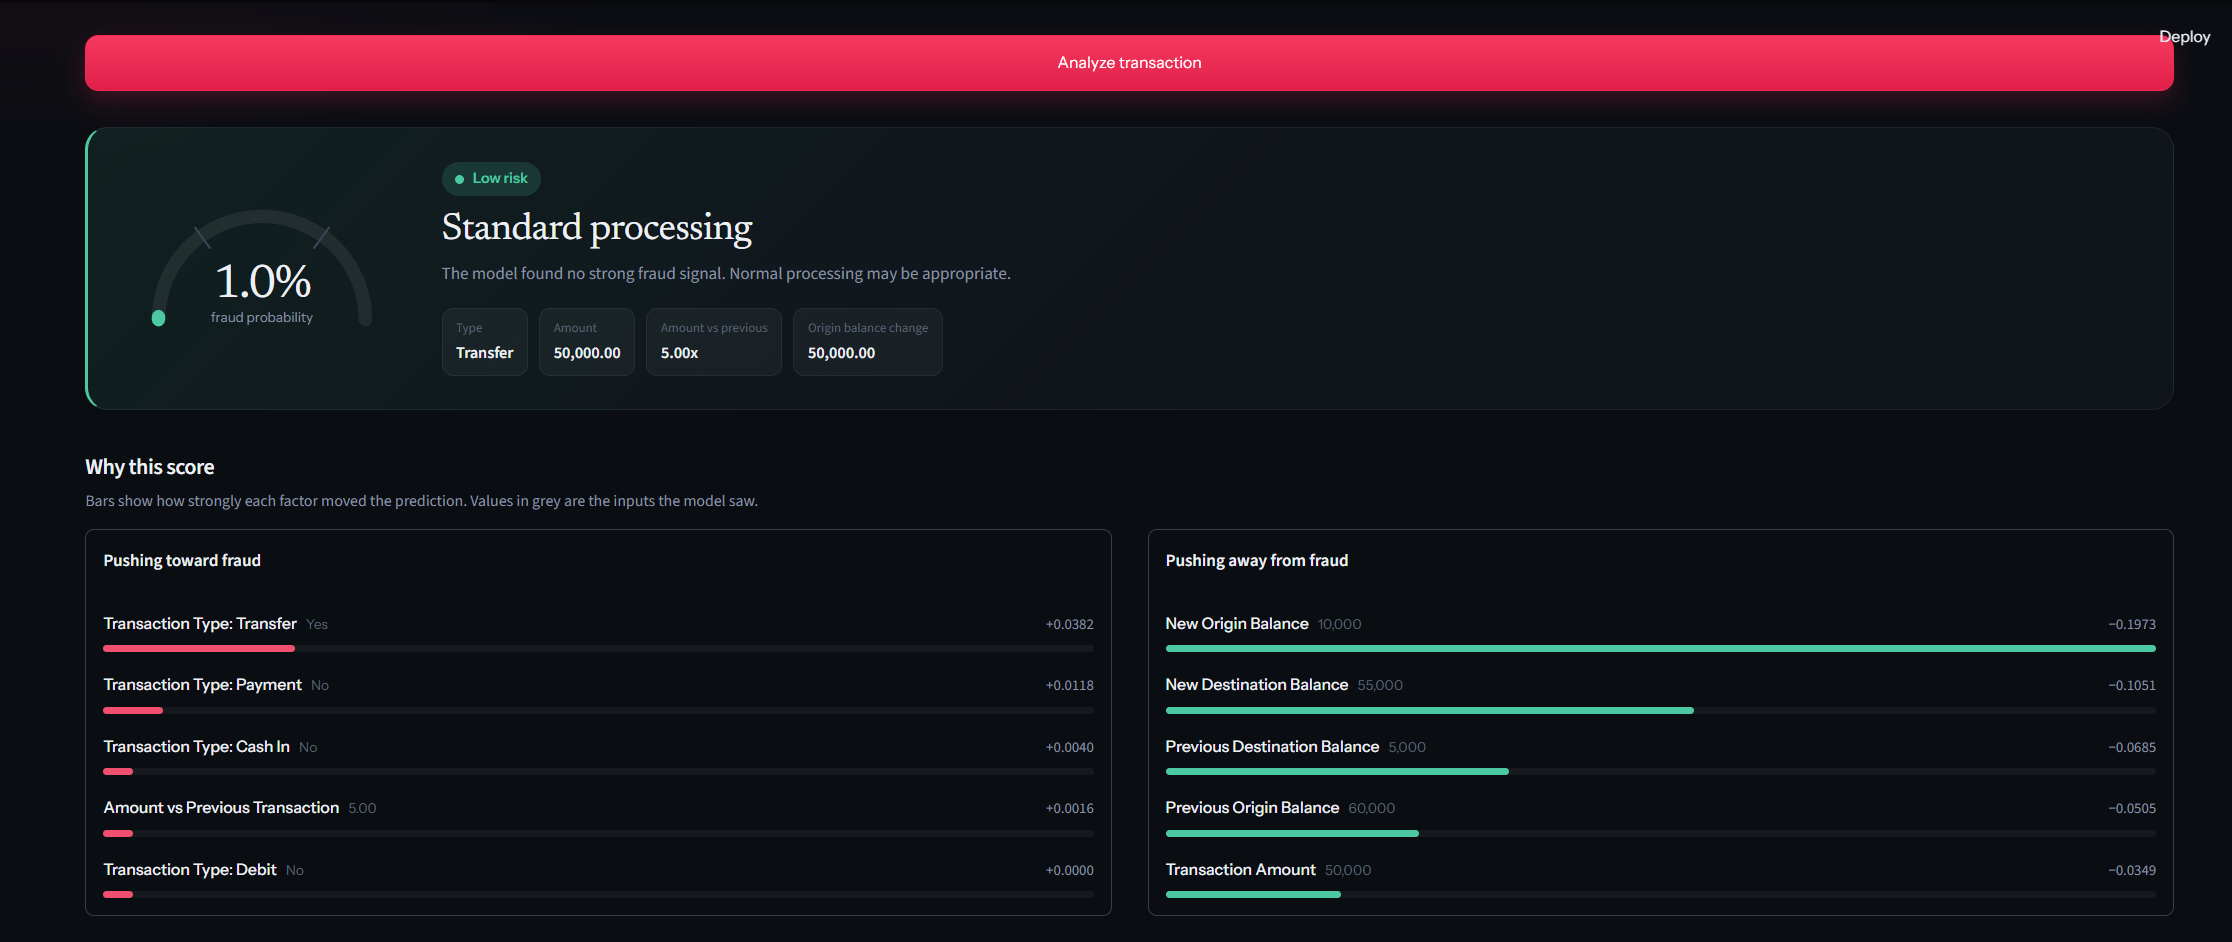 Deploy
Analyze transaction
Low risk
Standard processing
The model found no strong fraud signal. Normal processing may be appropriate.
1.0%
fraud probability
Type
Transfer
Amount
50,000.00
Amount vs previous
5.00x
Origin balance change
50,000.00
Why this score
Bars show how strongly each factor moved the prediction. Values in grey are the inputs the model saw.
Pushing toward fraud
Transaction Type: Transfer Yes +0.0382
Transaction Type: Payment No +0.0118
Transaction Type: Cash In No +0.0040
Amount vs Previous Transaction 5.00 +0.0016
Transaction Type: Debit No +0.0000
Pushing away from fraud
New Origin Balance 10,000 −0.1973
New Destination Balance 55,000 −0.1051
Previous Destination Balance 5,000 −0.0685
Previous Origin Balance 60,000 −0.0505
Transaction Amount 50,000 −0.0349